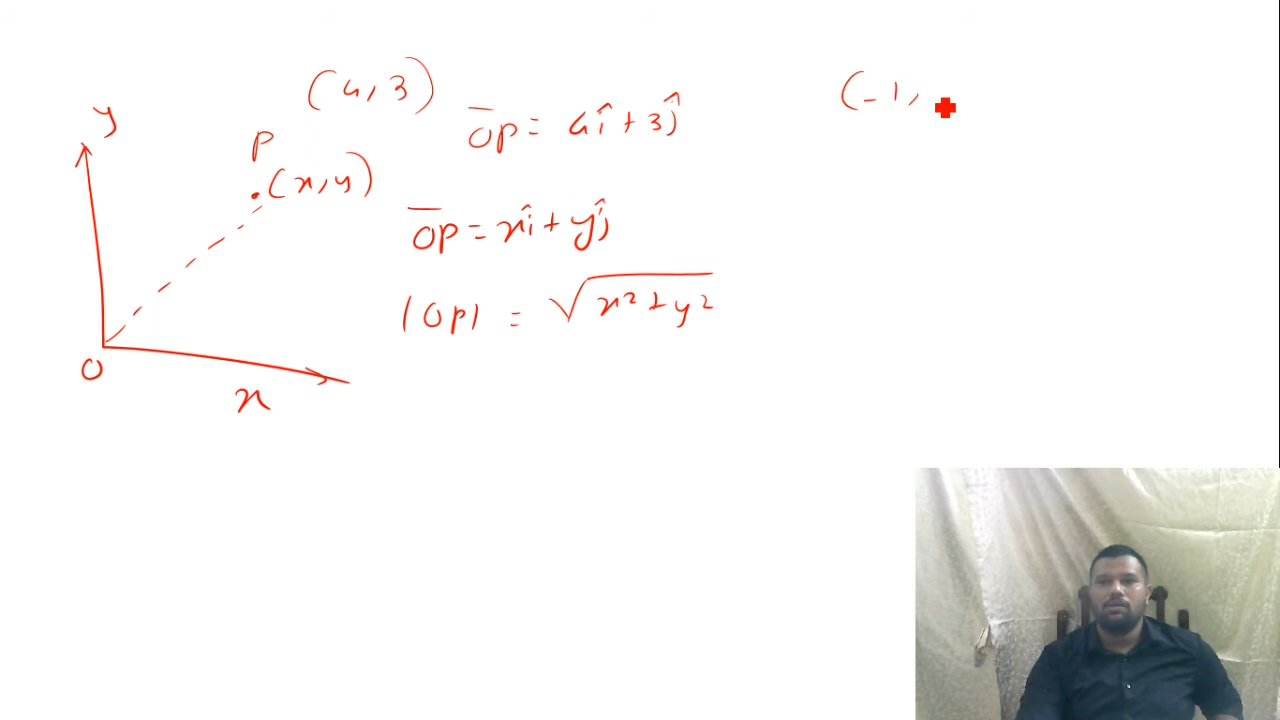 (4, 3)
(-1,
y
P
OP = 4î + 3ĵ
(x, y)
OP = xî + yĵ
|OP| = √x² + y²
O
x